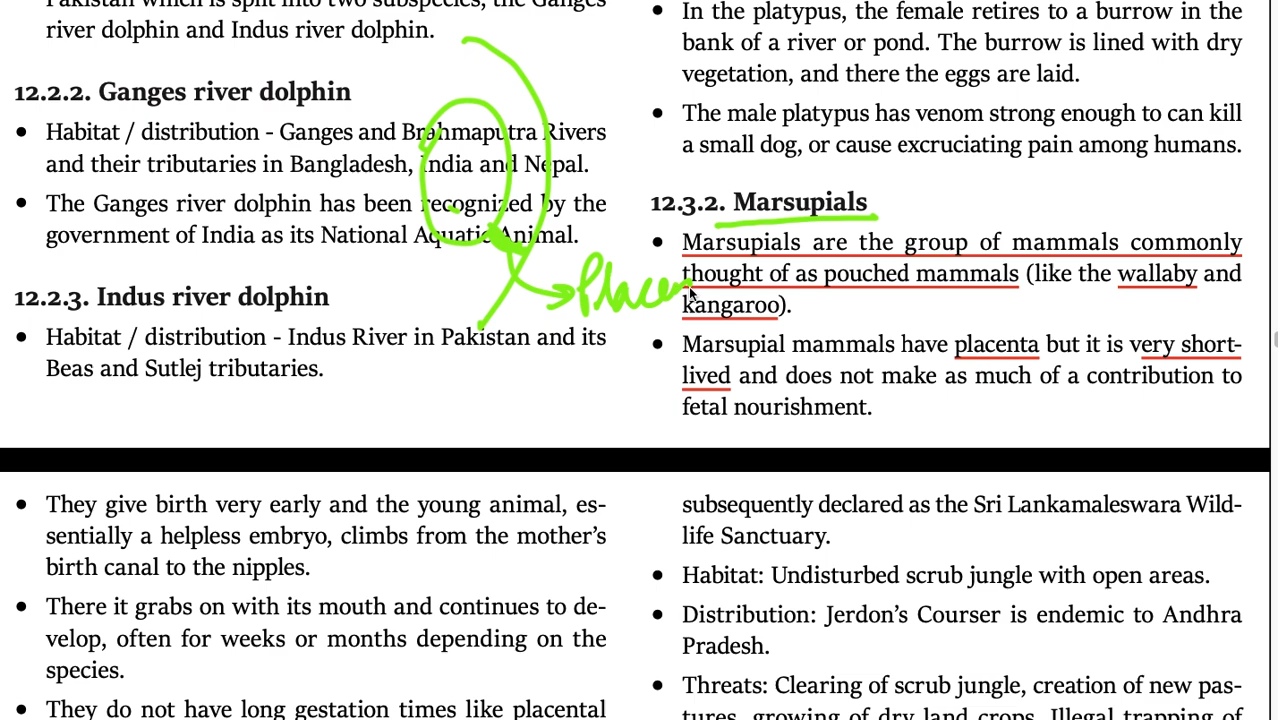 Pakistan which is split into two subspecies, the Ganges
river dolphin and Indus river dolphin.
12.2.2. Ganges river dolphin
• Habitat / distribution - Ganges and Brahmaputra Rivers
and their tributaries in Bangladesh, India and Nepal.
• The Ganges river dolphin has been recognized by the
government of India as its National Aquatic Animal.
Placen
12.2.3. Indus river dolphin
• Habitat / distribution - Indus River in Pakistan and its
Beas and Sutlej tributaries.
• In the platypus, the female retires to a burrow in the
bank of a river or pond. The burrow is lined with dry
vegetation, and there the eggs are laid.
• The male platypus has venom strong enough to can kill
a small dog, or cause excruciating pain among humans.
12.3.2. Marsupials
• Marsupials are the group of mammals commonly
thought of as pouched mammals (like the wallaby and
kangaroo).
• Marsupial mammals have placenta but it is very short-
lived and does not make as much of a contribution to
fetal nourishment.
• They give birth very early and the young animal, es-
sentially a helpless embryo, climbs from the mother's
birth canal to the nipples.
• There it grabs on with its mouth and continues to de-
velop, often for weeks or months depending on the
species.
• They do not have long gestation times like placental
subsequently declared as the Sri Lankamaleswara Wild-
life Sanctuary.
• Habitat: Undisturbed scrub jungle with open areas.
• Distribution: Jerdon's Courser is endemic to Andhra
Pradesh.
• Threats: Clearing of scrub jungle, creation of new pas-
tures, growing of dry land crops, Illegal trapping of